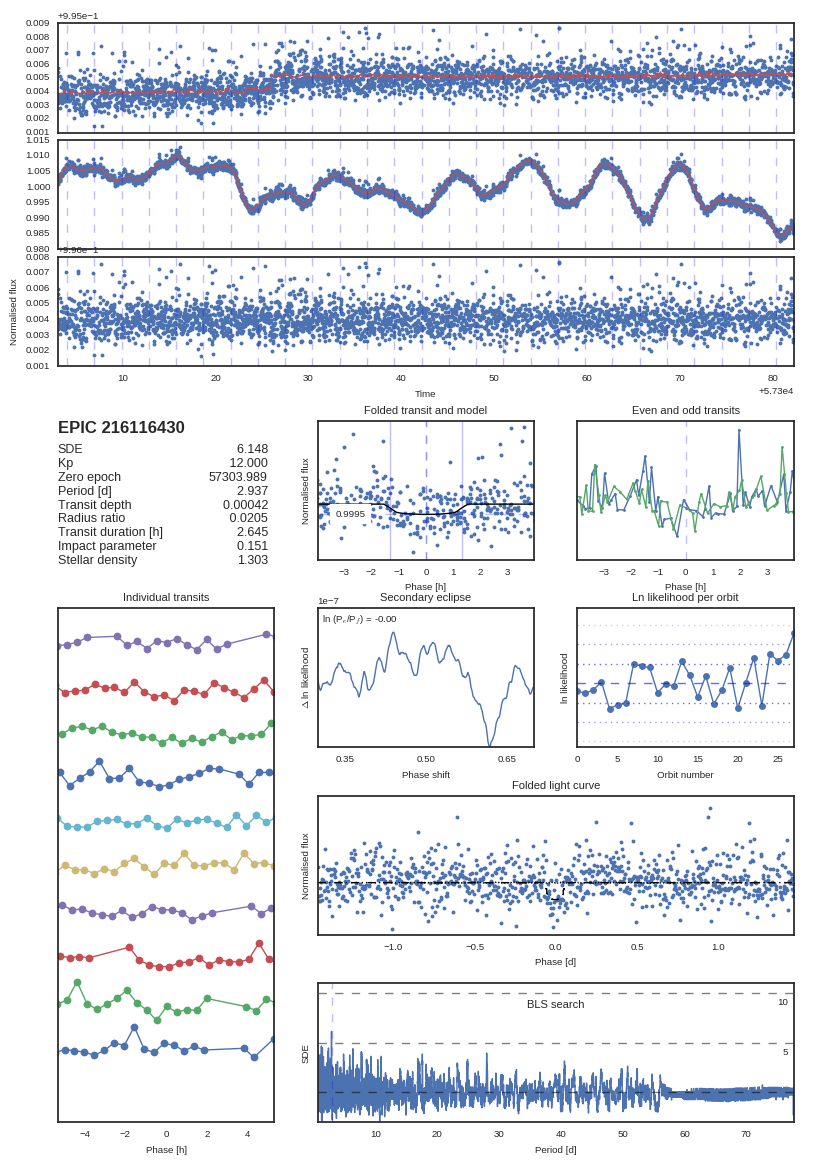 +9.95e−1
0.009
0.008
0.007
0.006
0.005
0.004
0.003
0.002
0.001
1.015
1.010
1.005
1.000
0.995
0.990
0.985
0.980
+9.96e−1
0.008
0.007
0.006
0.005
0.004
0.003
0.002
0.001
Normalised flux
10 20 30 40 50 60 70 80
Time
+5.73e4
EPIC 216116430
SDE 6.148
Kp 12.000
Zero epoch 57303.989
Period [d] 2.937
Transit depth 0.00042
Radius ratio 0.0205
Transit duration [h] 2.645
Impact parameter 0.151
Stellar density 1.303
Folded transit and model
Normalised flux
0.9995
−3 −2 −1 0 1 2 3
Phase [h]
Even and odd transits
−3 −2 −1 0 1 2 3
Phase [h]
Individual transits
−4 −2 0 2 4
Phase [h]
Secondary eclipse
1e−7
ln (Pₑ/P𝑓) = -0.00
Δ ln likelihood
0.35 0.50 0.65
Phase shift
Ln likelihood per orbit
ln likelihood
0 5 10 15 20 25
Orbit number
Folded light curve
Normalised flux
−1.0 −0.5 0.0 0.5 1.0
Phase [d]
BLS search
10
5
SDE
10 20 30 40 50 60 70
Period [d]